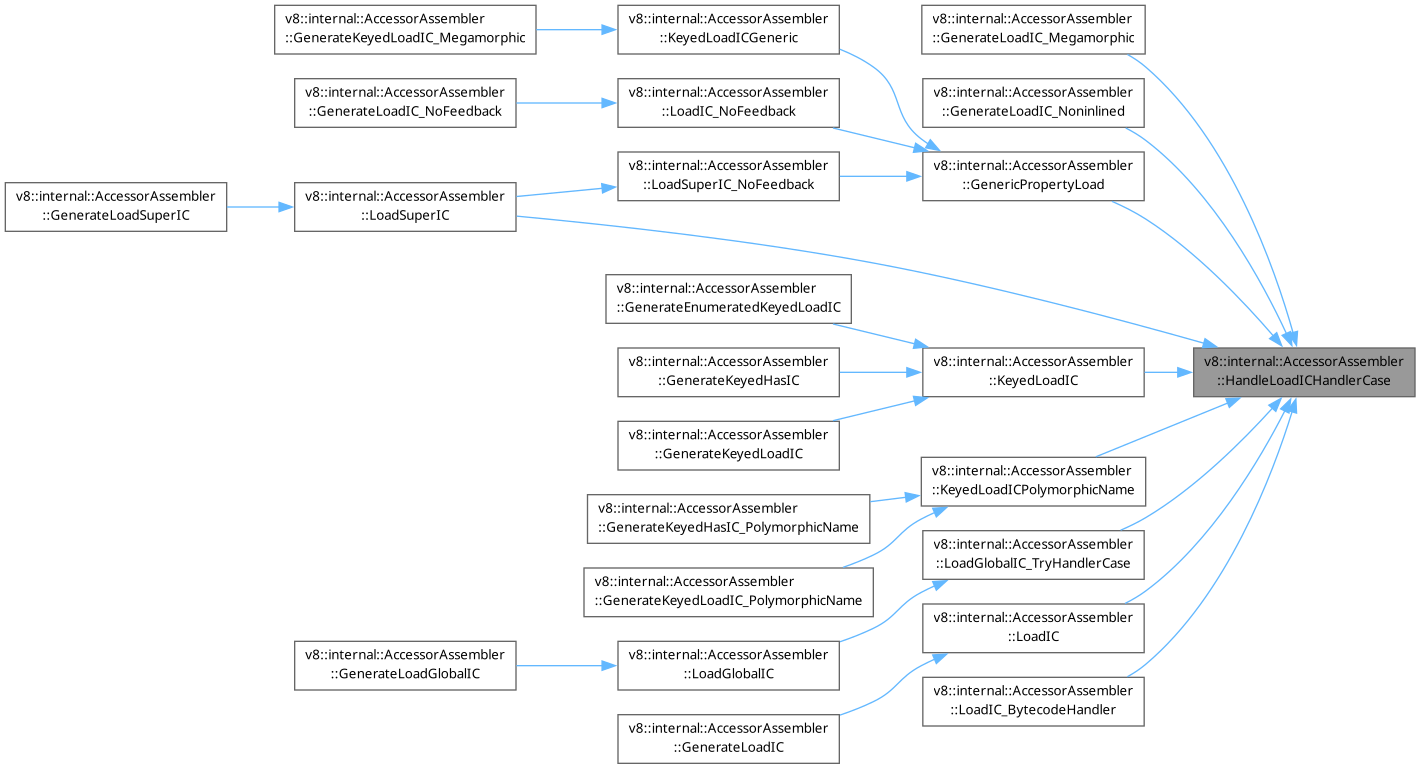 v8::internal::AccessorAssembler
::GenerateKeyedLoadIC_Megamorphic
v8::internal::AccessorAssembler
::KeyedLoadICGeneric
v8::internal::AccessorAssembler
::GenerateLoadIC_Megamorphic
v8::internal::AccessorAssembler
::GenerateLoadIC_NoFeedback
v8::internal::AccessorAssembler
::LoadIC_NoFeedback
v8::internal::AccessorAssembler
::GenerateLoadIC_Noninlined
v8::internal::AccessorAssembler
::LoadSuperIC_NoFeedback
v8::internal::AccessorAssembler
::GenericPropertyLoad
v8::internal::AccessorAssembler
::GenerateLoadSuperIC
v8::internal::AccessorAssembler
::LoadSuperIC
v8::internal::AccessorAssembler
::GenerateEnumeratedKeyedLoadIC
v8::internal::AccessorAssembler
::GenerateKeyedHasIC
v8::internal::AccessorAssembler
::KeyedLoadIC
v8::internal::AccessorAssembler
::HandleLoadICHandlerCase
v8::internal::AccessorAssembler
::GenerateKeyedLoadIC
v8::internal::AccessorAssembler
::KeyedLoadICPolymorphicName
v8::internal::AccessorAssembler
::GenerateKeyedHasIC_PolymorphicName
v8::internal::AccessorAssembler
::LoadGlobalIC_TryHandlerCase
v8::internal::AccessorAssembler
::GenerateKeyedLoadIC_PolymorphicName
v8::internal::AccessorAssembler
::LoadIC
v8::internal::AccessorAssembler
::GenerateLoadGlobalIC
v8::internal::AccessorAssembler
::LoadGlobalIC
v8::internal::AccessorAssembler
::LoadIC_BytecodeHandler
v8::internal::AccessorAssembler
::GenerateLoadIC